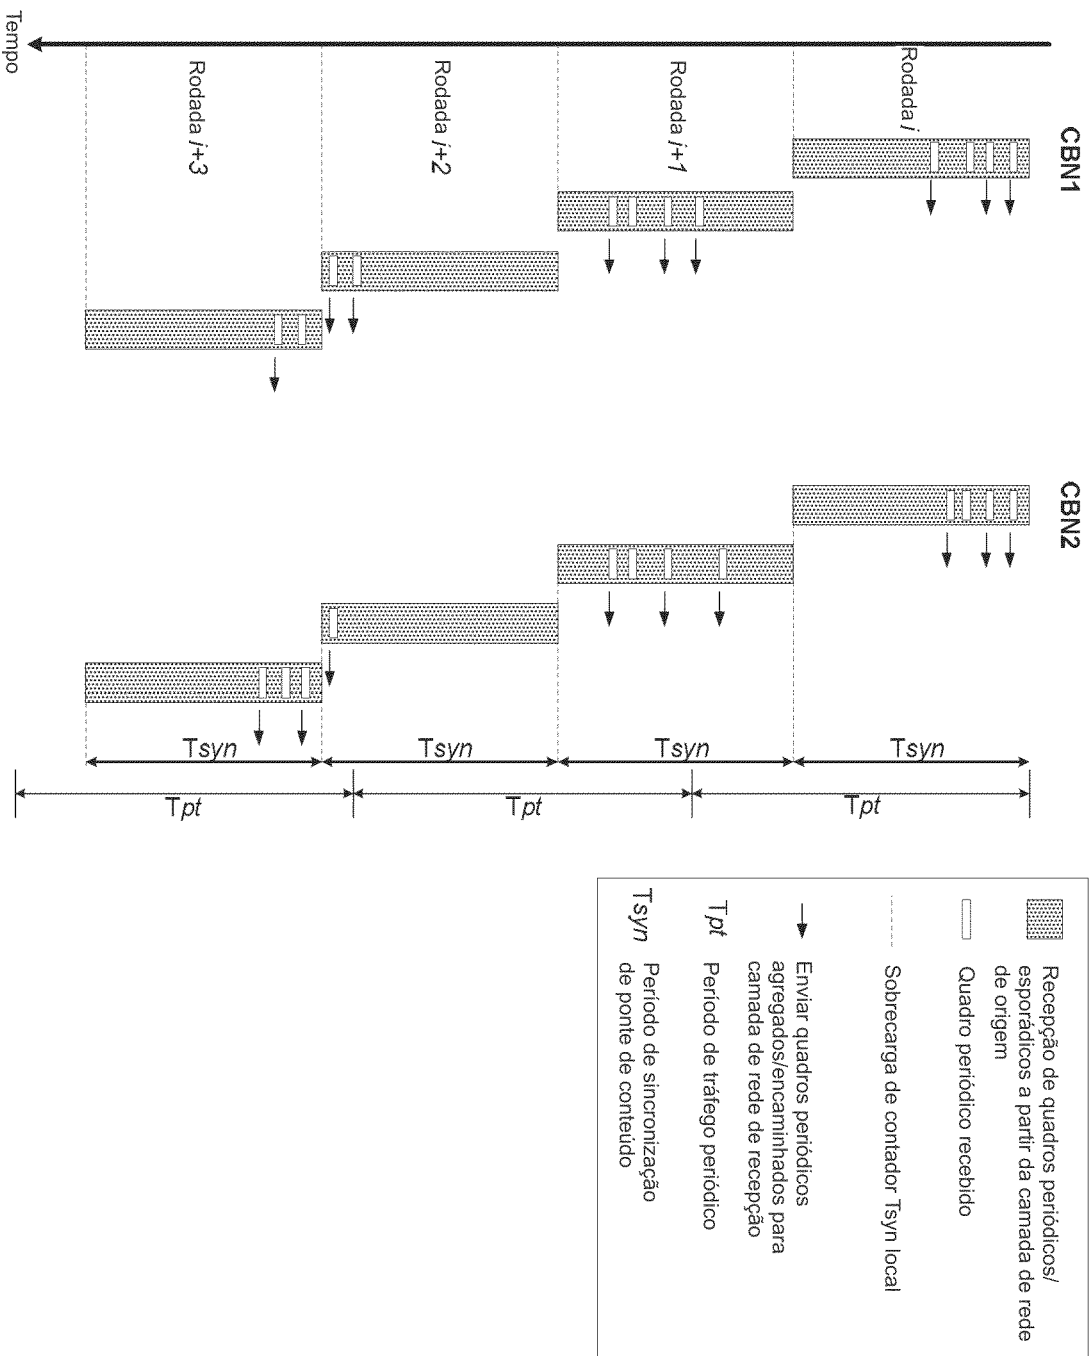 Tempo
Rodada i
Rodada i+1
Rodada i+2
Rodada i+3
CBN1
CBN2
Tsyn
Tsyn
Tsyn
Tsyn
Tpt
Tpt
Tpt
Recepção de quadros periódicos/
esporádicos a partir da camada de rede
de origem
Quadro periódico recebido
Sobrecarga de contador Tsyn local
Enviar quadros periódicos
agregados/encaminhados para
camada de rede de recepção
Tpt Período de tráfego periódico
Tsyn Período de sincronização
de ponte de conteúdo